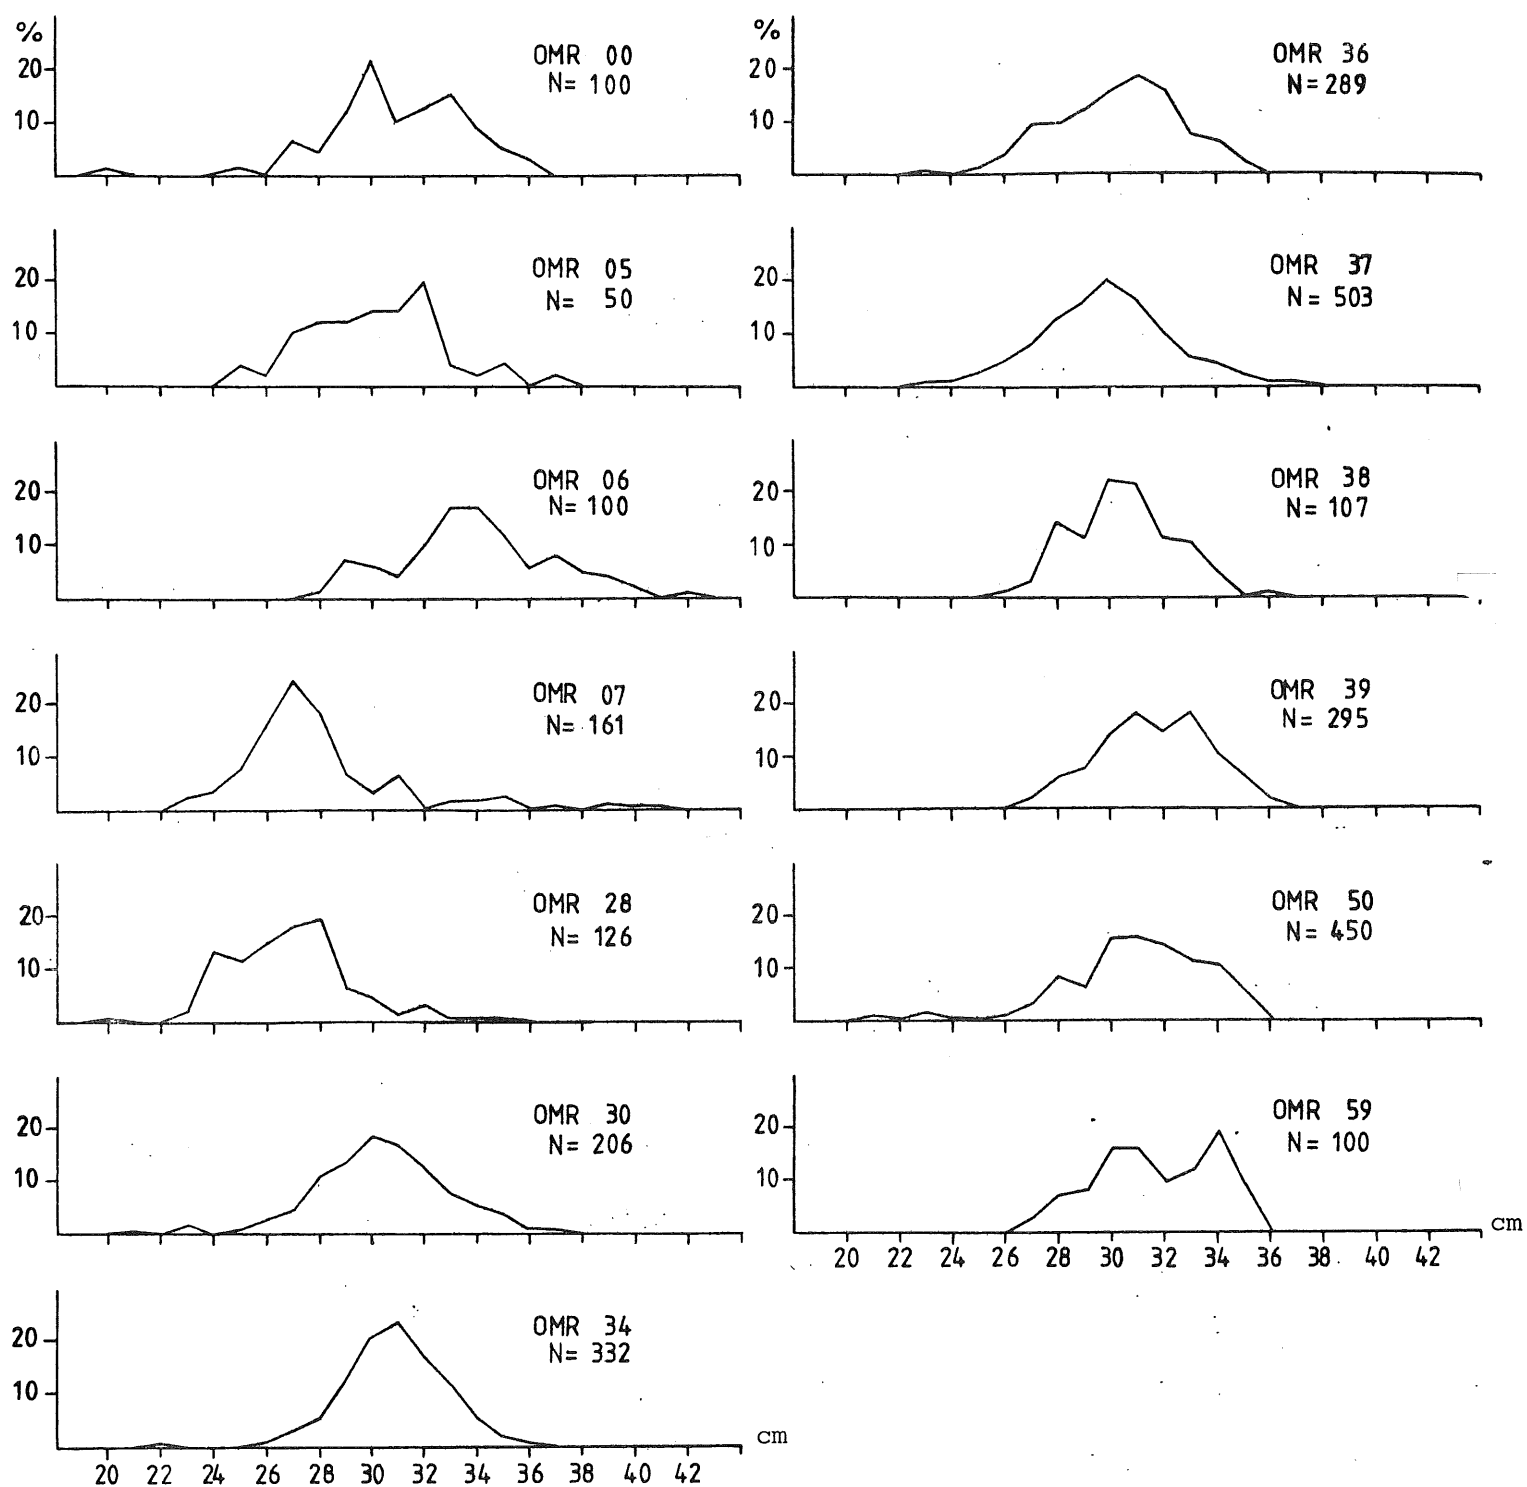 %
20
10
OMR 00
N= 100
20
10
OMR 05
N= 50
20
10
OMR 06
N= 100
20
10
OMR 07
N= 161
20
10
OMR 28
N= 126
20
10
OMR 30
N= 206
20
10
OMR 34
N= 332
cm
20 22 24 26 28 30 32 34 36 38 40 42
%
20
10
OMR 36
N= 289
20
10
OMR 37
N= 503
20
10
OMR 38
N= 107
20
10
OMR 39
N= 295
20
10
OMR 50
N= 450
20
10
OMR 59
N= 100
cm
20 22 24 26 28 30 32 34 36 38 40 42